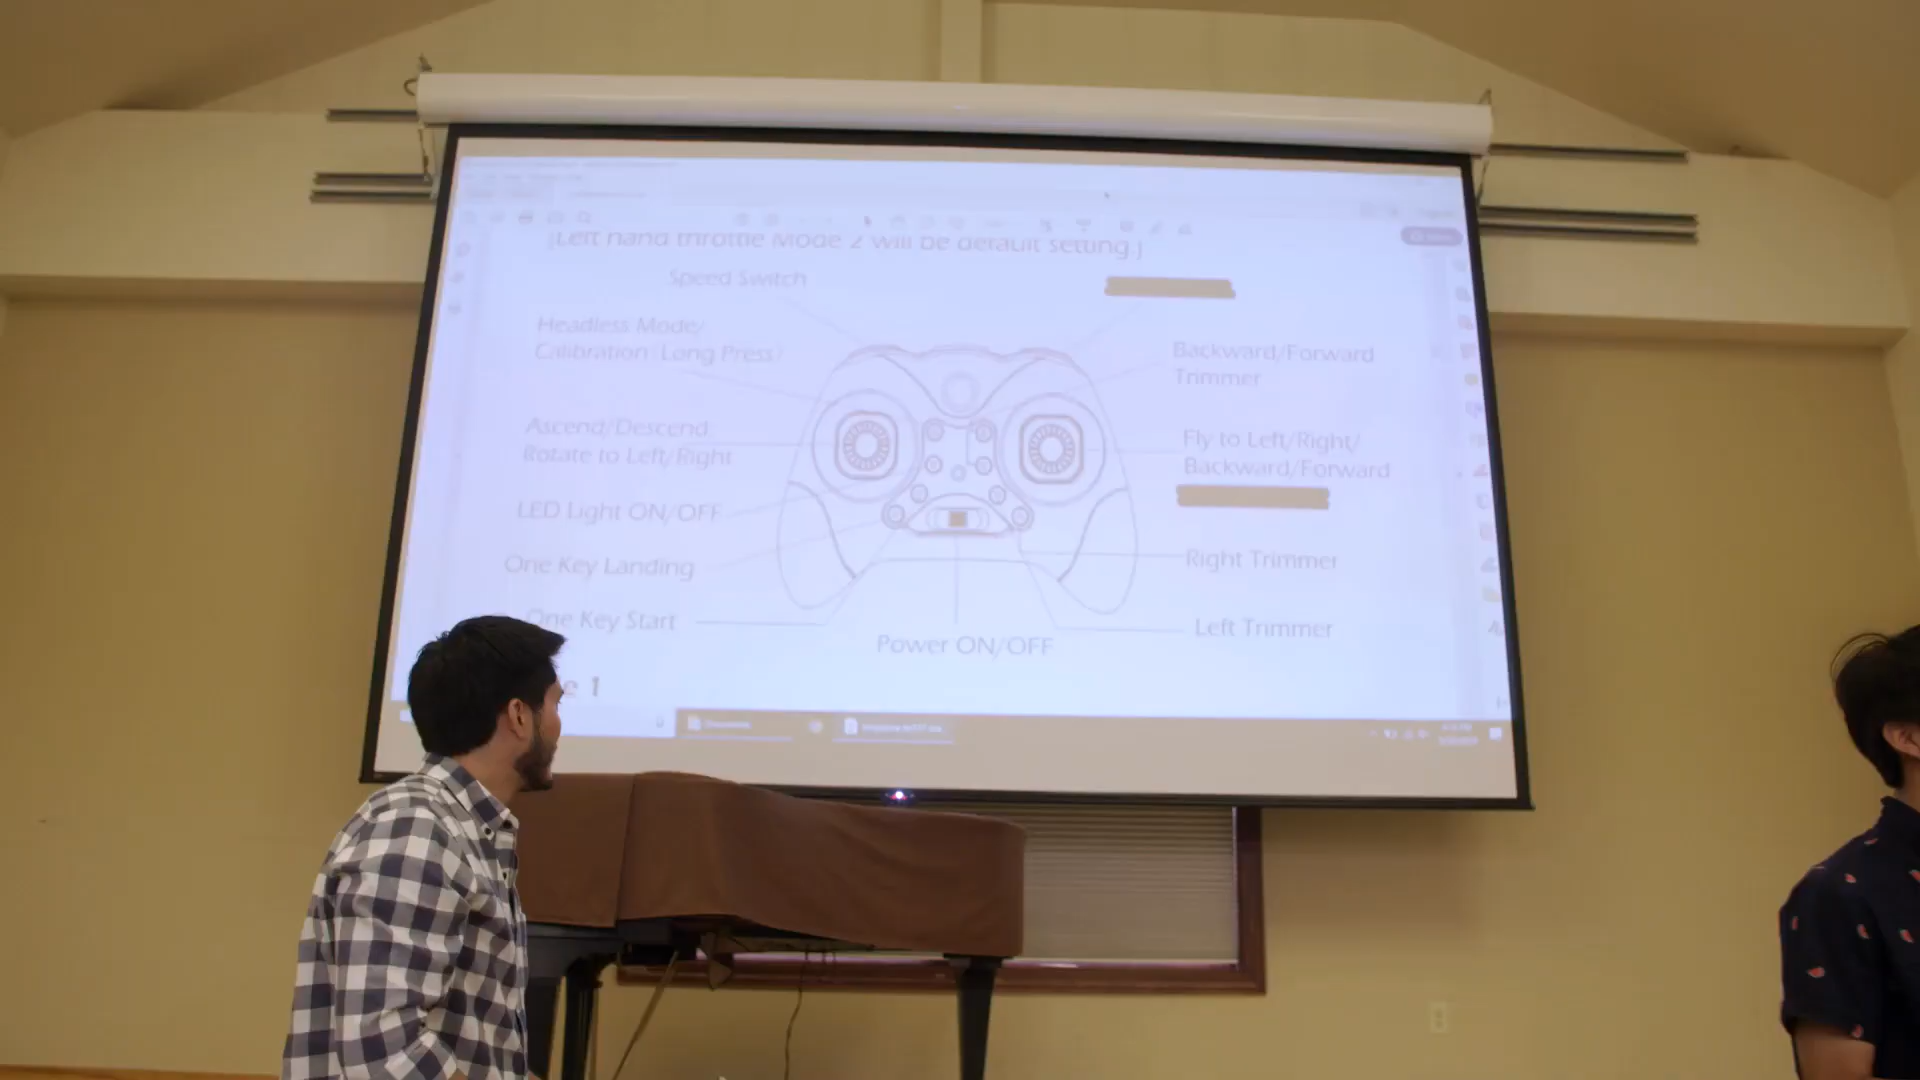 [Left hand throttle Mode 2 will be default setting.]
Speed Switch
Headless Mode/
Calibration (Long Press)
Backward/Forward
Trimmer
Ascend/Descend
Rotate to Left/Right
Fly to Left/Right/
Backward/Forward
LED Light ON/OFF
One Key Landing
Right Trimmer
One Key Start
Left Trimmer
Power ON/OFF
1